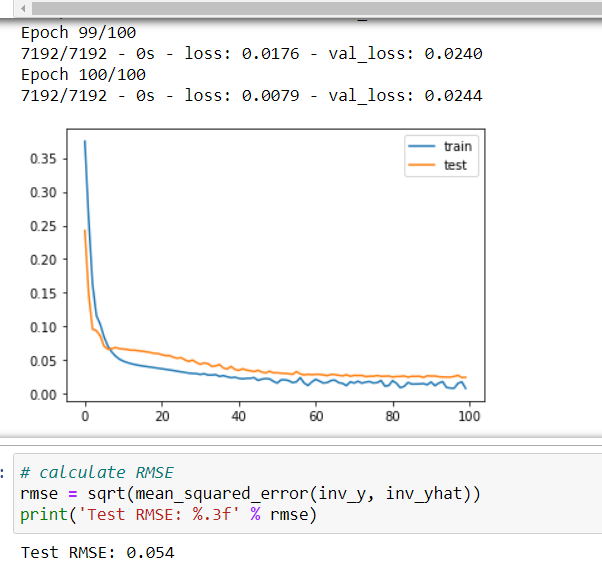 Epoch 99/100
7192/7192 - 0s - loss: 0.0176 - val_loss: 0.0240
Epoch 100/100
7192/7192 - 0s - loss: 0.0079 - val_loss: 0.0244
train
test
0.35
0.30
0.25
0.20
0.15
0.10
0.05
0.00
0 20 40 60 80 100
# calculate RMSE
rmse = sqrt(mean_squared_error(inv_y, inv_yhat))
print('Test RMSE: %.3f' % rmse)
Test RMSE: 0.054